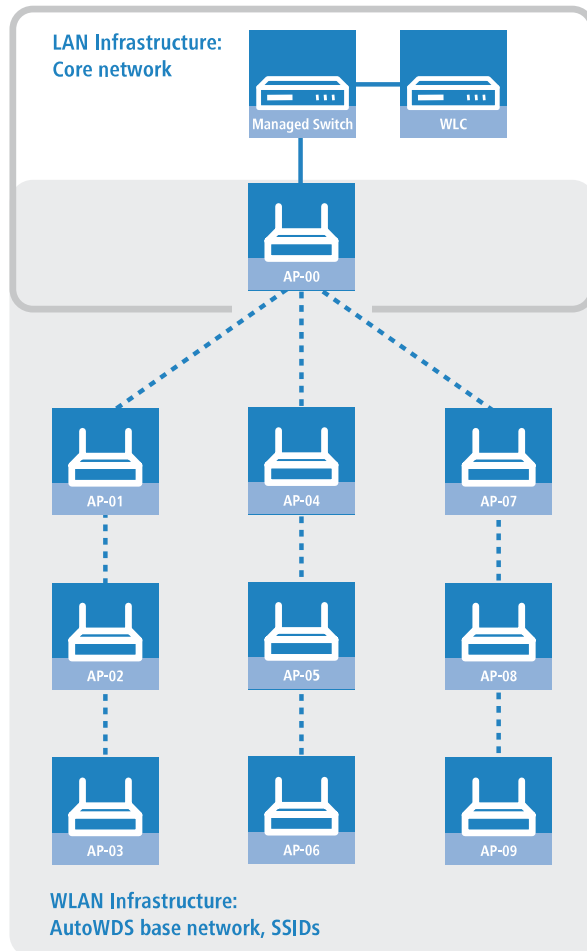 LAN Infrastructure:
Core network
Managed Switch
WLC
AP-00
AP-01
AP-04
AP-07
AP-02
AP-05
AP-08
AP-03
AP-06
AP-09
WLAN Infrastructure:
AutoWDS base network, SSIDs